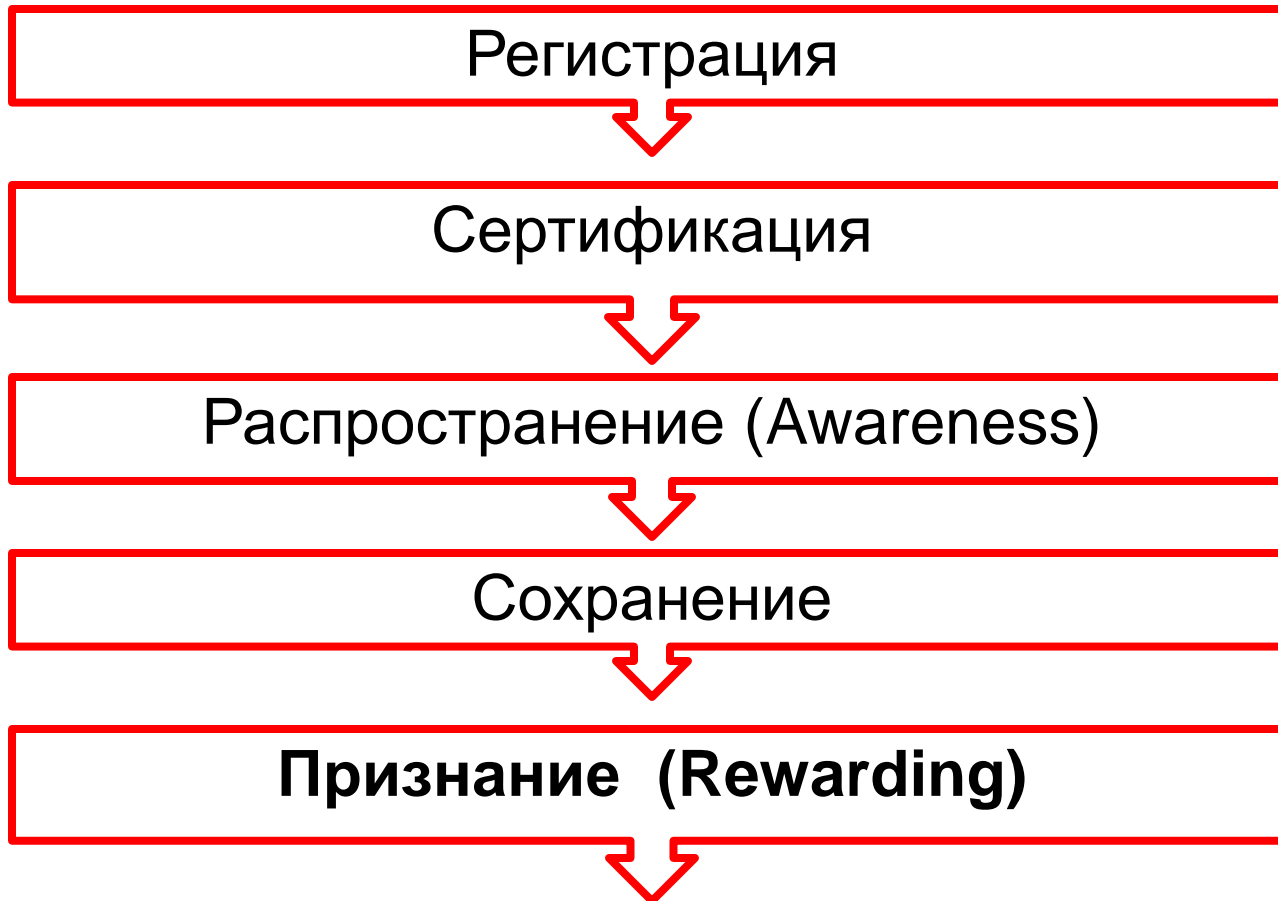 Регистрация
Сертификация
Распространение (Awareness)
Сохранение
Признание (Rewarding)